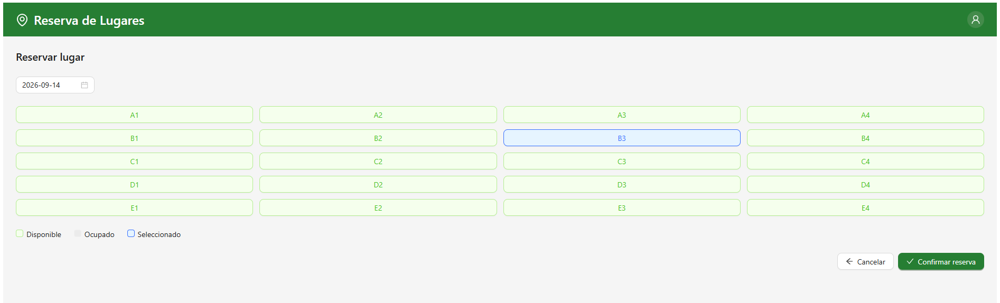 Reserva de Lugares
Reservar lugar
2026-09-14
A1 A2 A3 A4
B1 B2 B3 B4
C1 C2 C3 C4
D1 D2 D3 D4
E1 E2 E3 E4
Disponible Ocupado Seleccionado
Cancelar Confirmar reserva